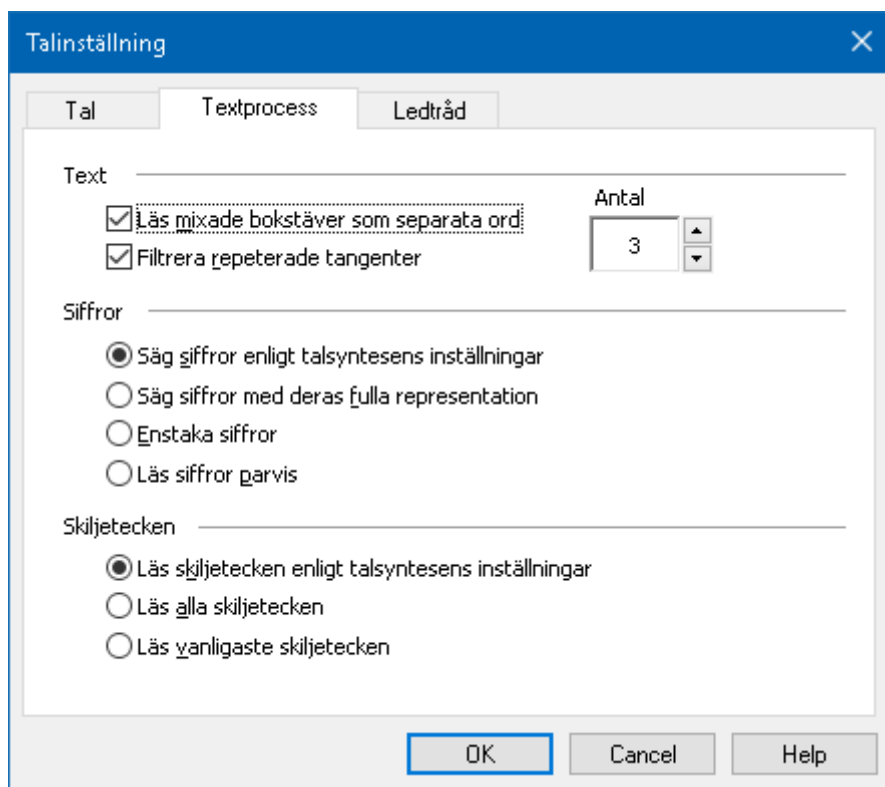 Talinställning
Tal Textprocess Ledtråd
Text
Antal
Läs mixade bokstäver som separata ord
3
Filtrera repeterade tangenter
Siffror
Säg siffror enligt talsyntesens inställningar
Säg siffror med deras fulla representation
Enstaka siffror
Läs siffror parvis
Skiljetecken
Läs skiljetecken enligt talsyntesens inställningar
Läs alla skiljetecken
Läs vanligaste skiljetecken
OK Cancel Help